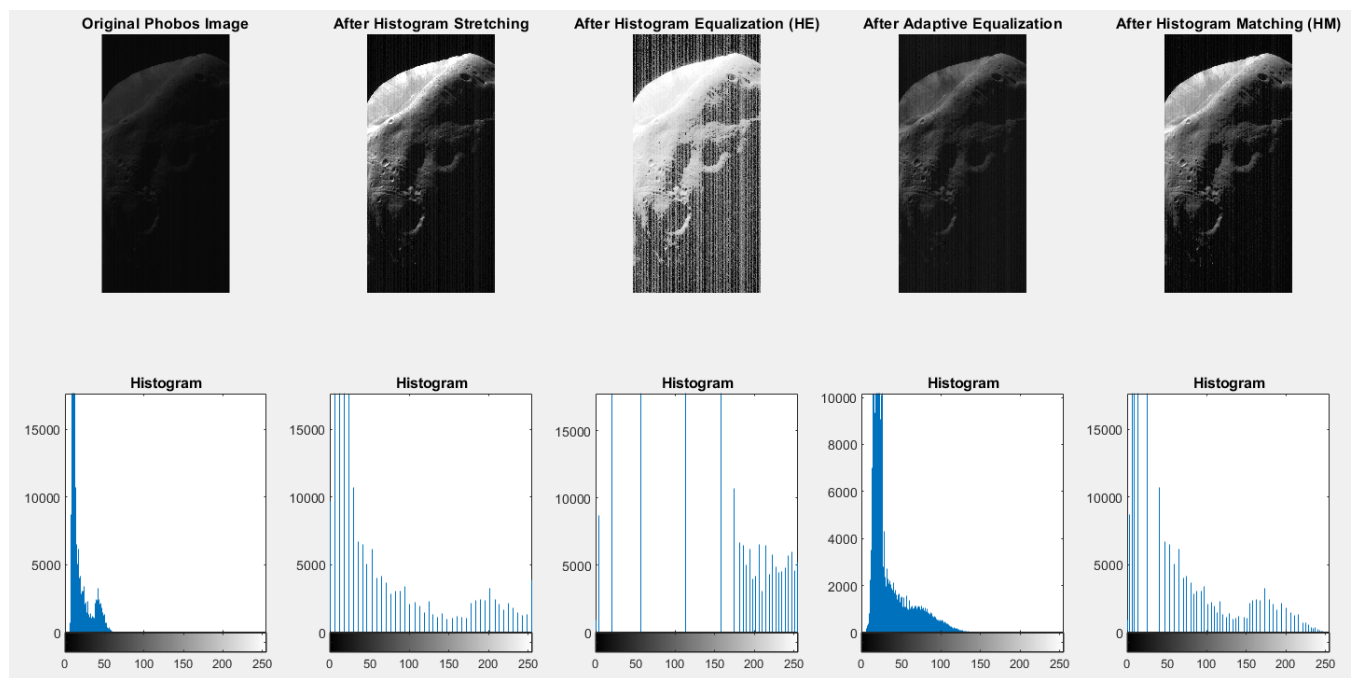 Original Phobos Image
After Histogram Stretching
After Histogram Equalization (HE)
After Adaptive Equalization
After Histogram Matching (HM)
Histogram
Histogram
Histogram
Histogram
Histogram
15000
10000
5000
0
0 50 100 150 200 250
15000
10000
5000
0
0 50 100 150 200 250
15000
10000
5000
0
0 50 100 150 200 250
10000
8000
6000
4000
2000
0
0 50 100 150 200 250
15000
10000
5000
0
0 50 100 150 200 250